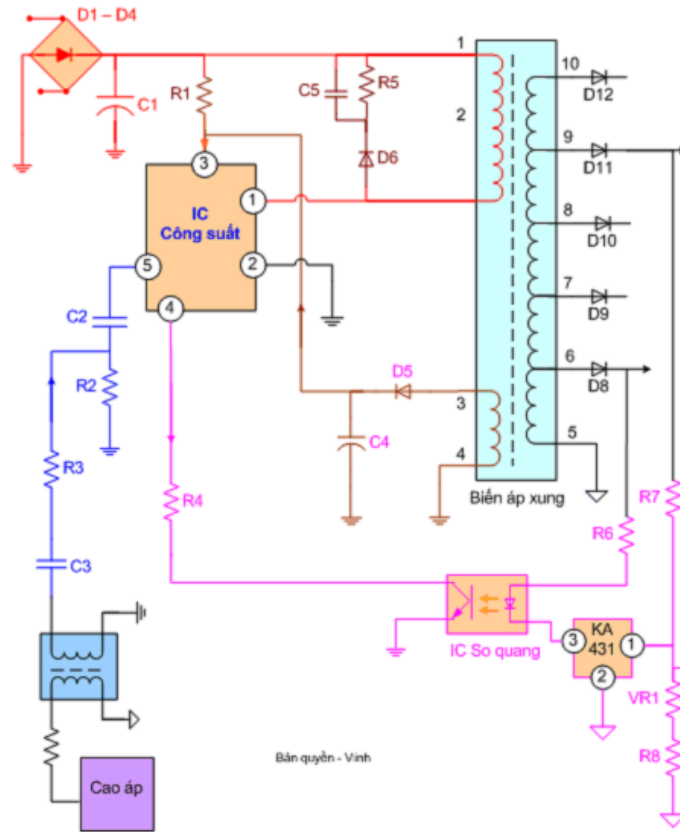 D1 – D4
C1
R1
C5
R5
D6
1
2
10
D12
9
D11
8
D10
7
D9
6
D8
5
3
4
Biến áp xung
3
1
IC
Công suất
5
2
4
C2
R2
R3
C3
D5
C4
R4
R7
R6
IC So quang
3
KA
431
1
2
VR1
R8
Cao áp
Bản quyền - Vinh